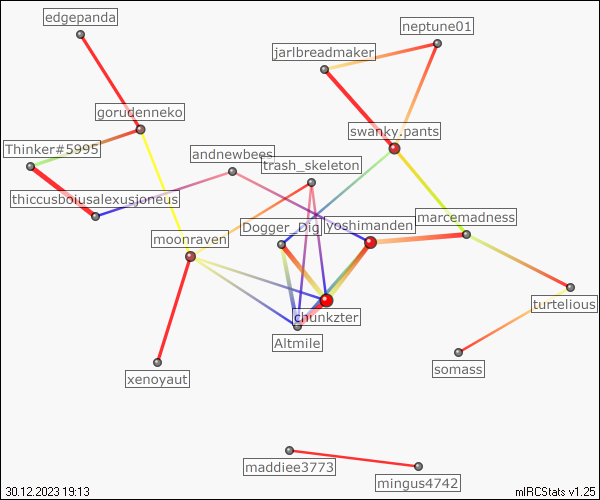 edgepanda
neptune01
jarlbreadmaker
gorudenneko
swanky.pants
Thinker#5995
andnewbees
trash_skeleton
thiccusboiusalexusjoneus
Dogger_Dig
yoshimanden
marcemadness
moonraven
turtelious
chunkzter
Altmile
somass
xenoyaut
maddiee3773
mingus4742
30.12.2023 19:13
mIRCStats v1.25